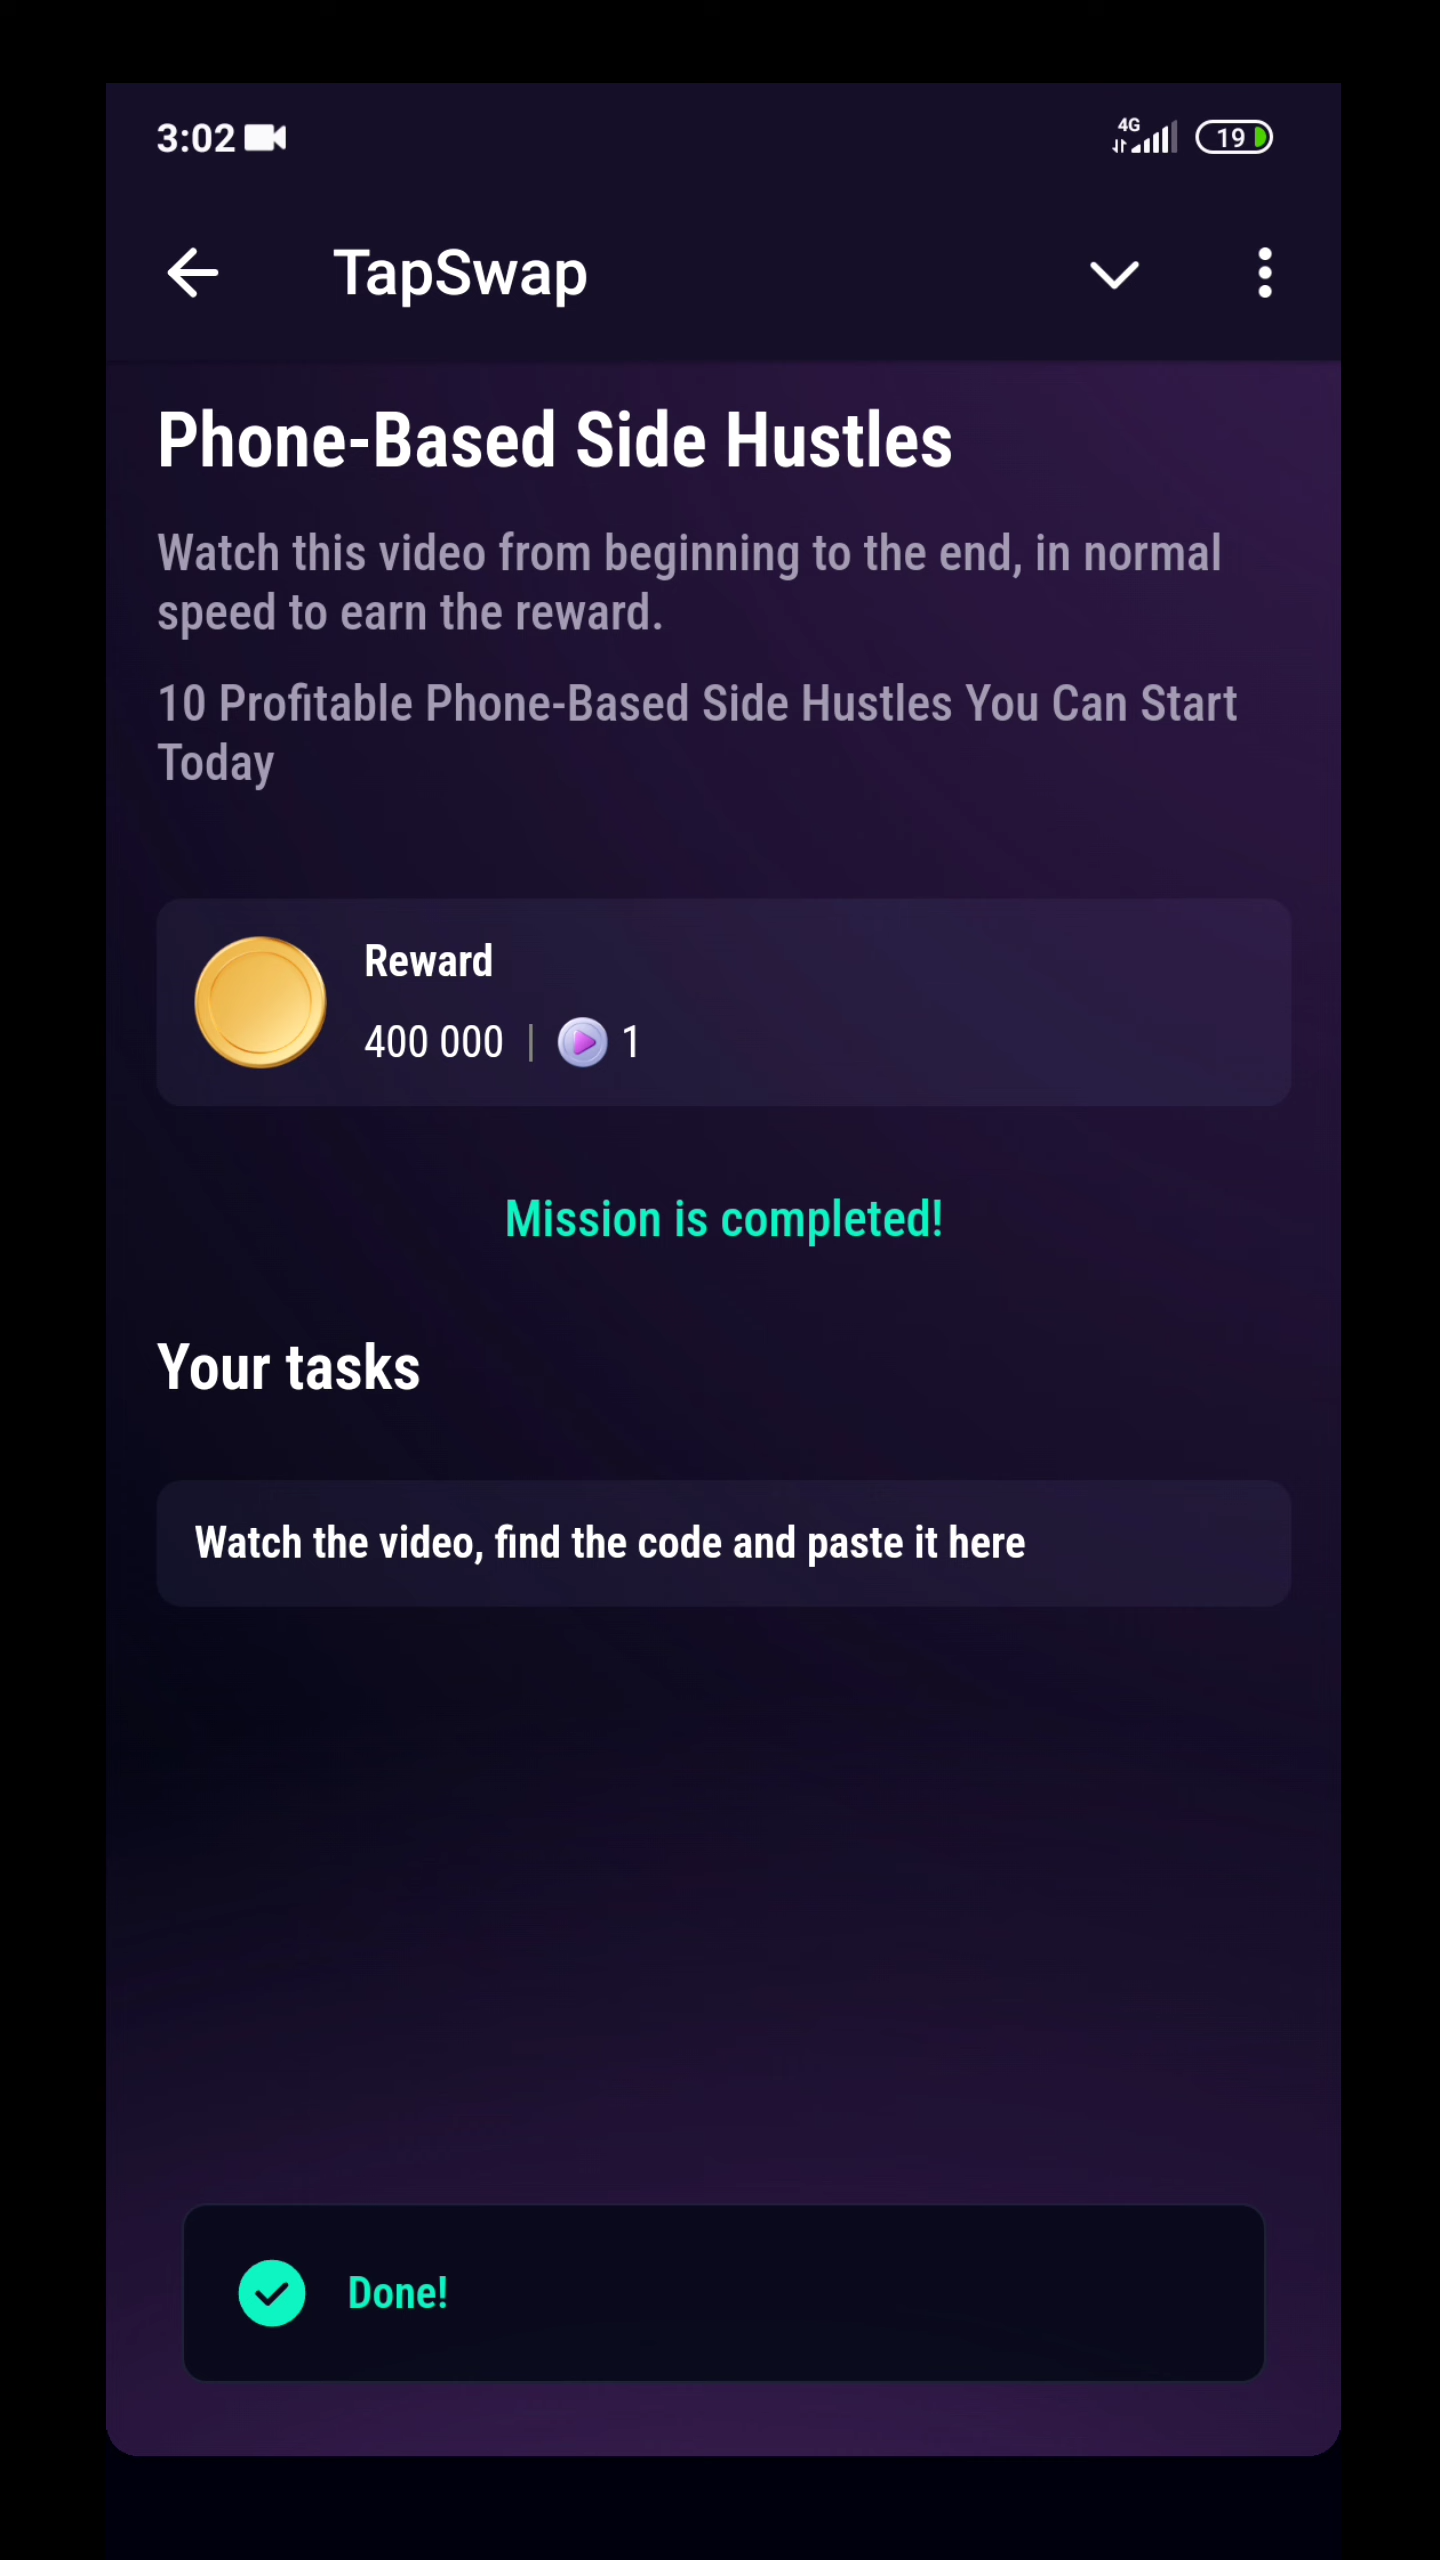 3:02
4G
19
TapSwap
Phone-Based Side Hustles
Watch this video from beginning to the end, in normal
speed to earn the reward.
10 Profitable Phone-Based Side Hustles You Can Start
Today
Reward
400 000 | 1
Mission is completed!
Your tasks
Watch the video, find the code and paste it here
Done!